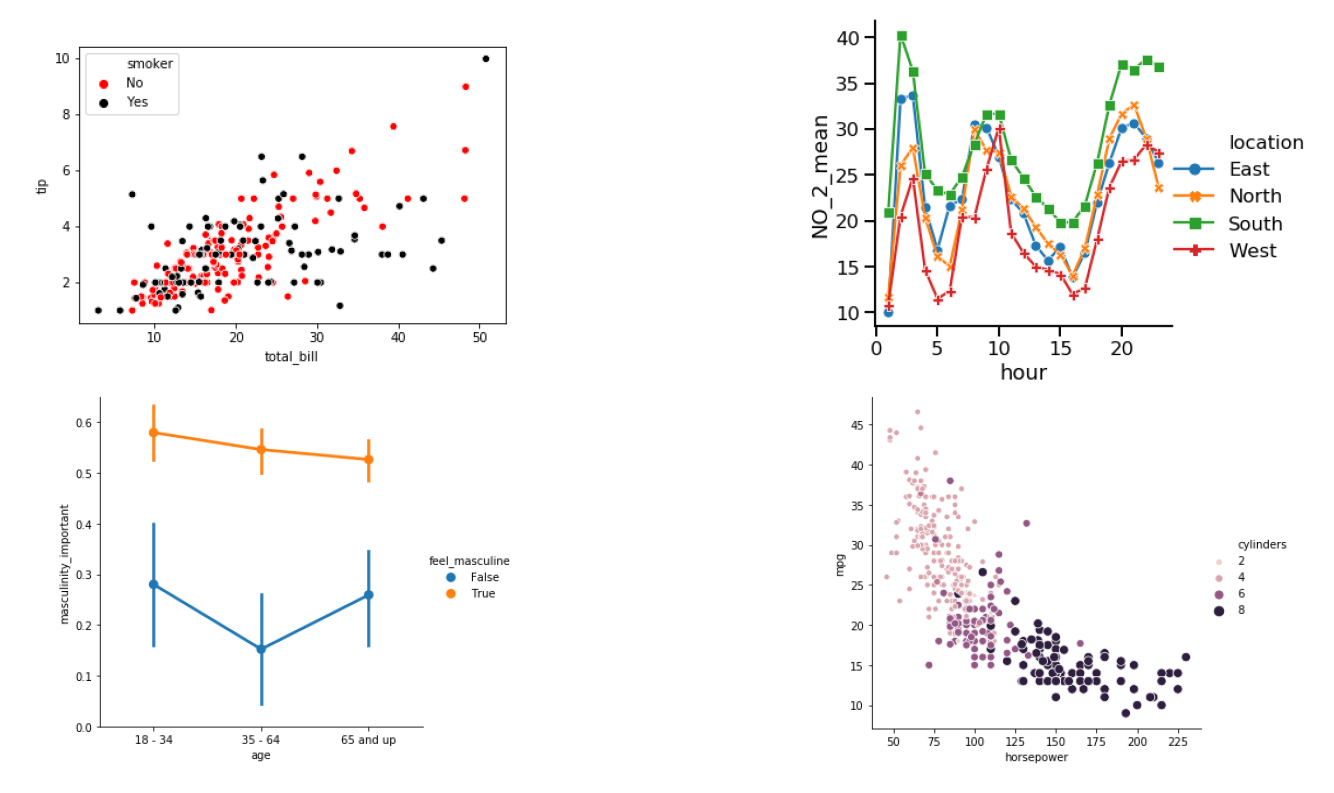 smoker
No
Yes
10
8
6
4
2
tip
10
20
30
40
50
total_bill
40
35
30
25
20
15
10
NO_2_mean
0
5
10
15
20
hour
location
East
North
South
West
0.6
0.5
0.4
0.3
0.2
0.1
0.0
masculinity_important
18 - 34
35 - 64
65 and up
age
feel_masculine
False
True
45
40
35
30
25
20
15
10
mpg
50
75
100
125
150
175
200
225
horsepower
cylinders
2
4
6
8